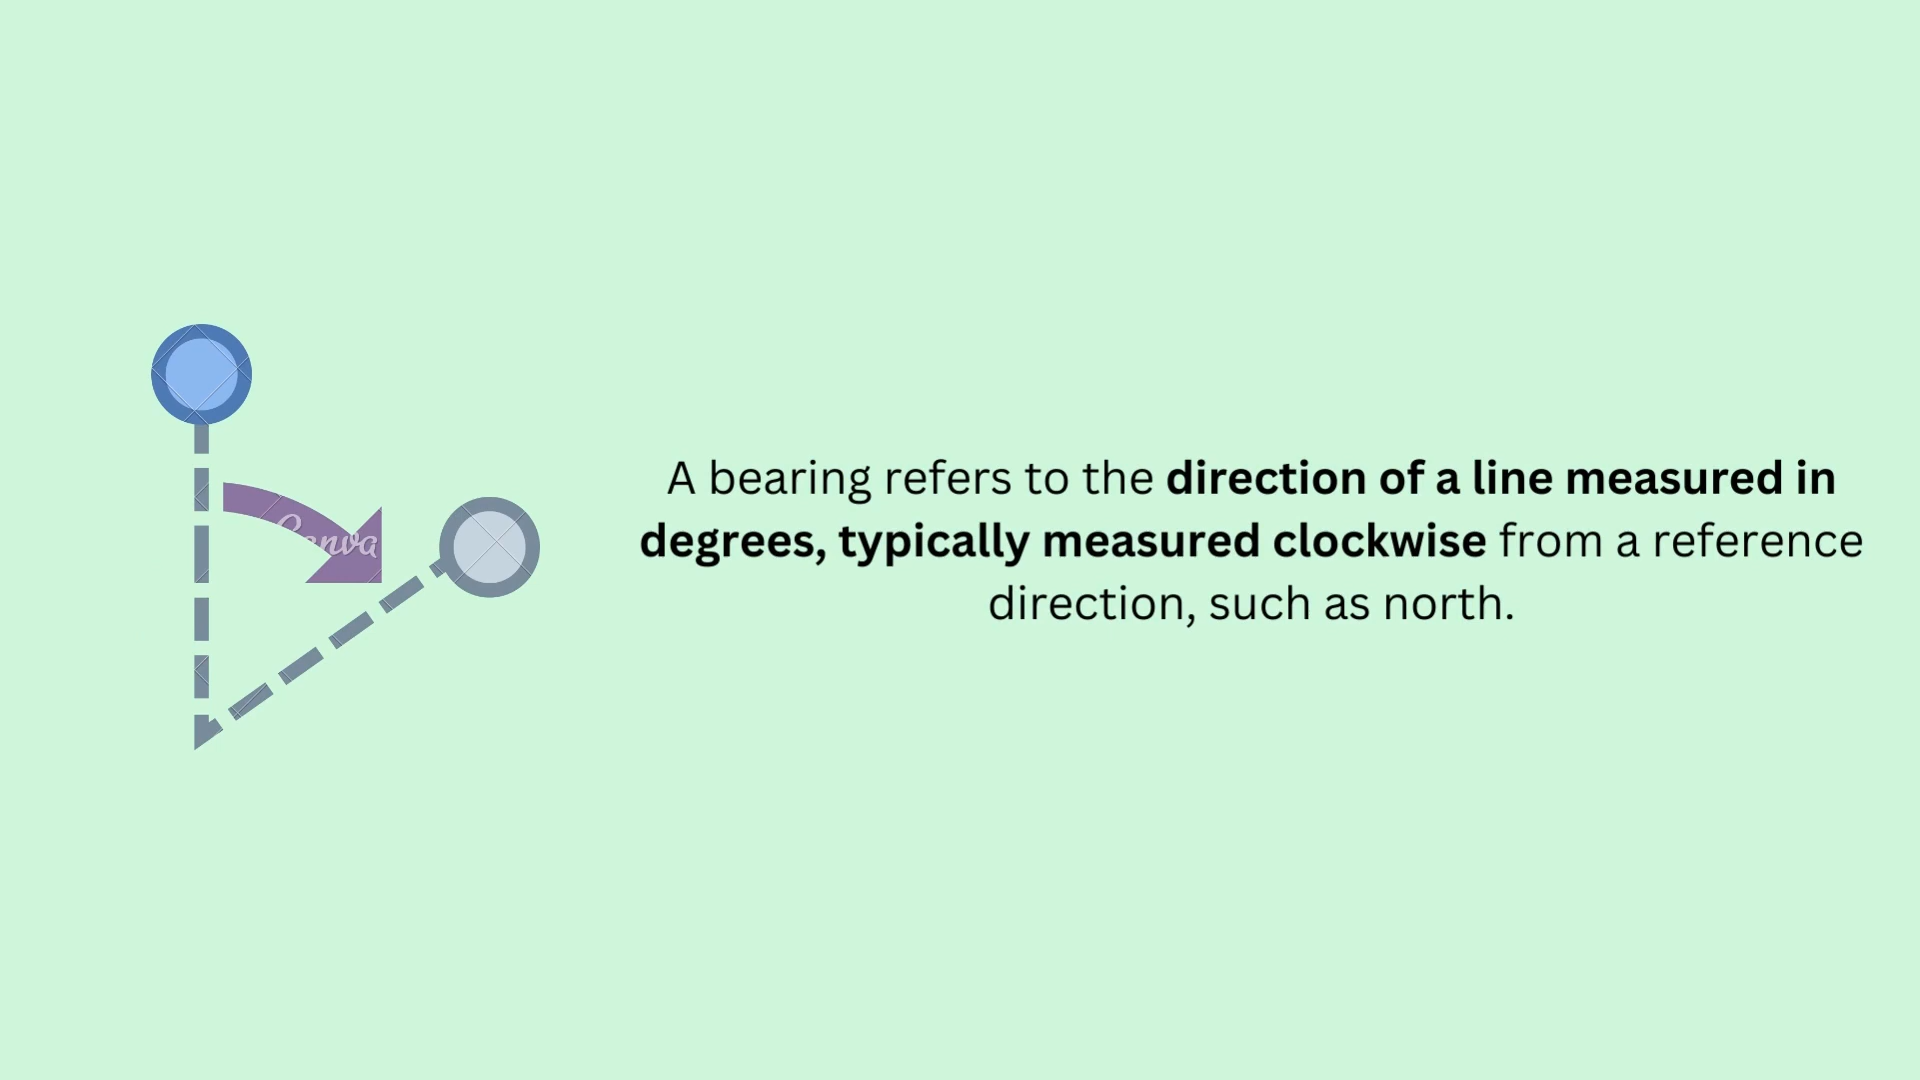 A bearing refers to the direction of a line measured in
degrees, typically measured clockwise from a reference
direction, such as north.
Canva